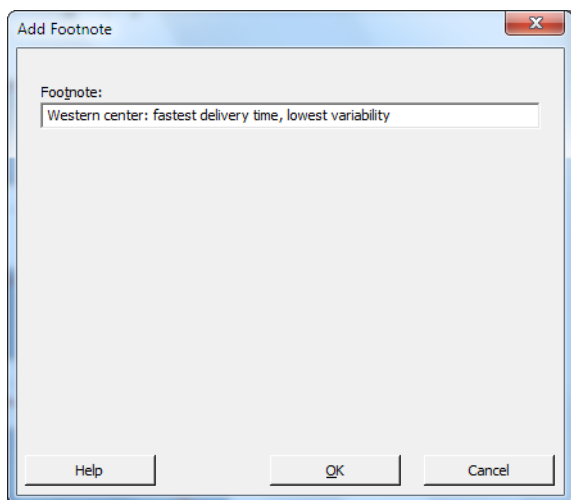 Add Footnote
Footnote:
Western center: fastest delivery time, lowest variability
Help
OK
Cancel